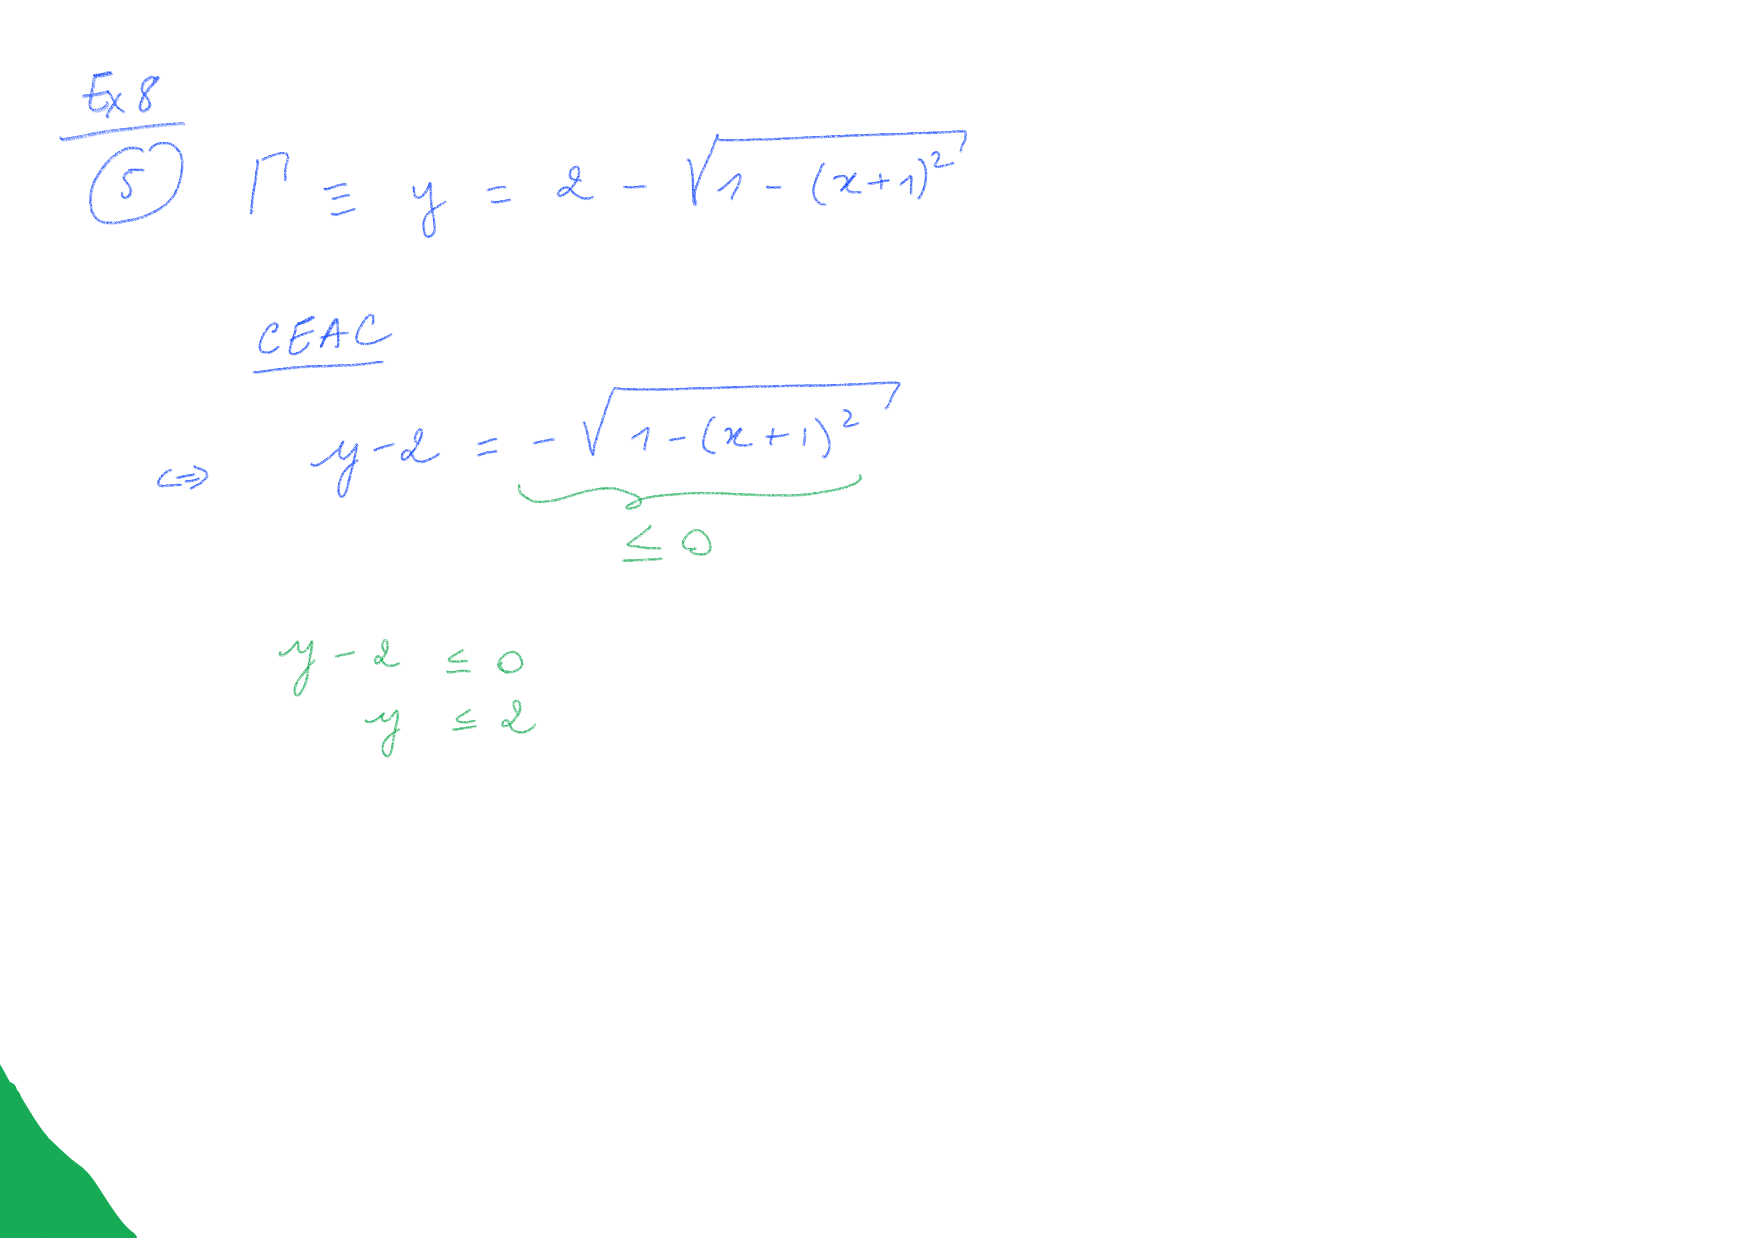 Ex 8
5 Γ ≡ y = 2 - √(1 - (x+1)²)
CEAC
⇔ y - 2 = - √(1 - (x+1)²)
≤ 0
y - 2 ≤ 0
y ≤ 2